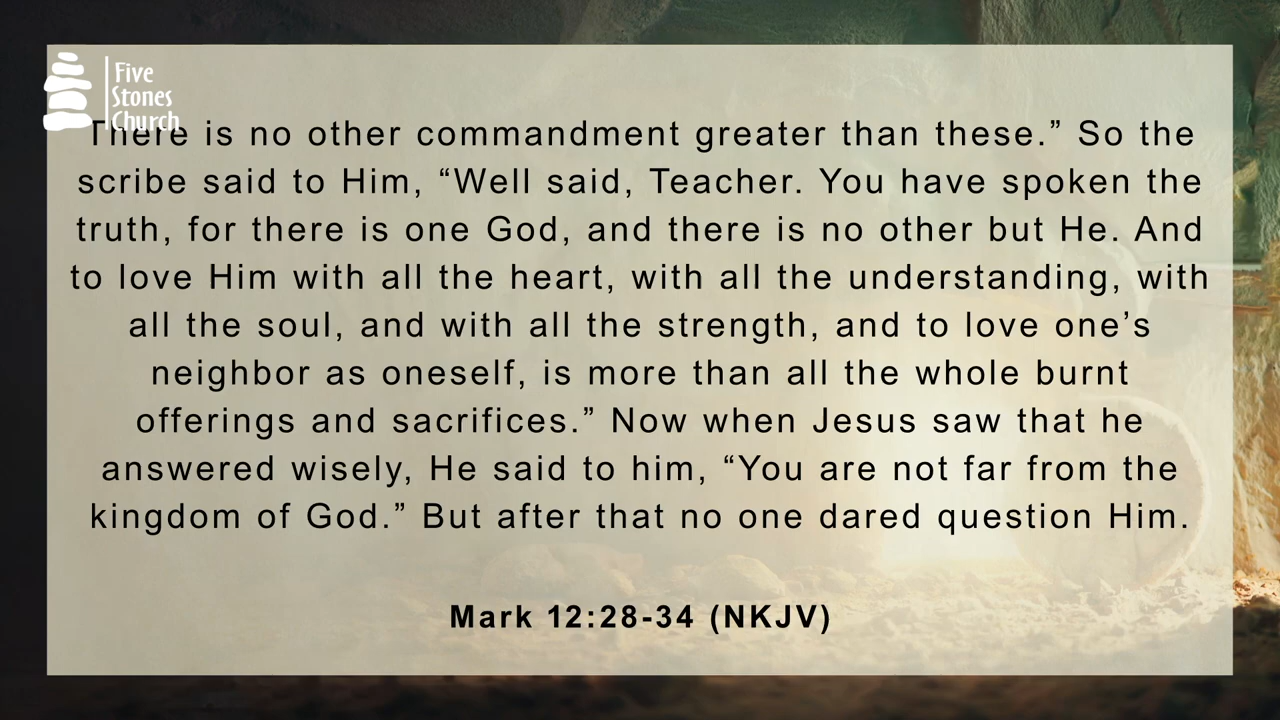 Five
Stones
Church
There is no other commandment greater than these.” So the
scribe said to Him, “Well said, Teacher. You have spoken the
truth, for there is one God, and there is no other but He. And
to love Him with all the heart, with all the understanding, with
all the soul, and with all the strength, and to love one’s
neighbor as oneself, is more than all the whole burnt
offerings and sacrifices.” Now when Jesus saw that he
answered wisely, He said to him, “You are not far from the
kingdom of God.” But after that no one dared question Him.
Mark 12:28-34 (NKJV)